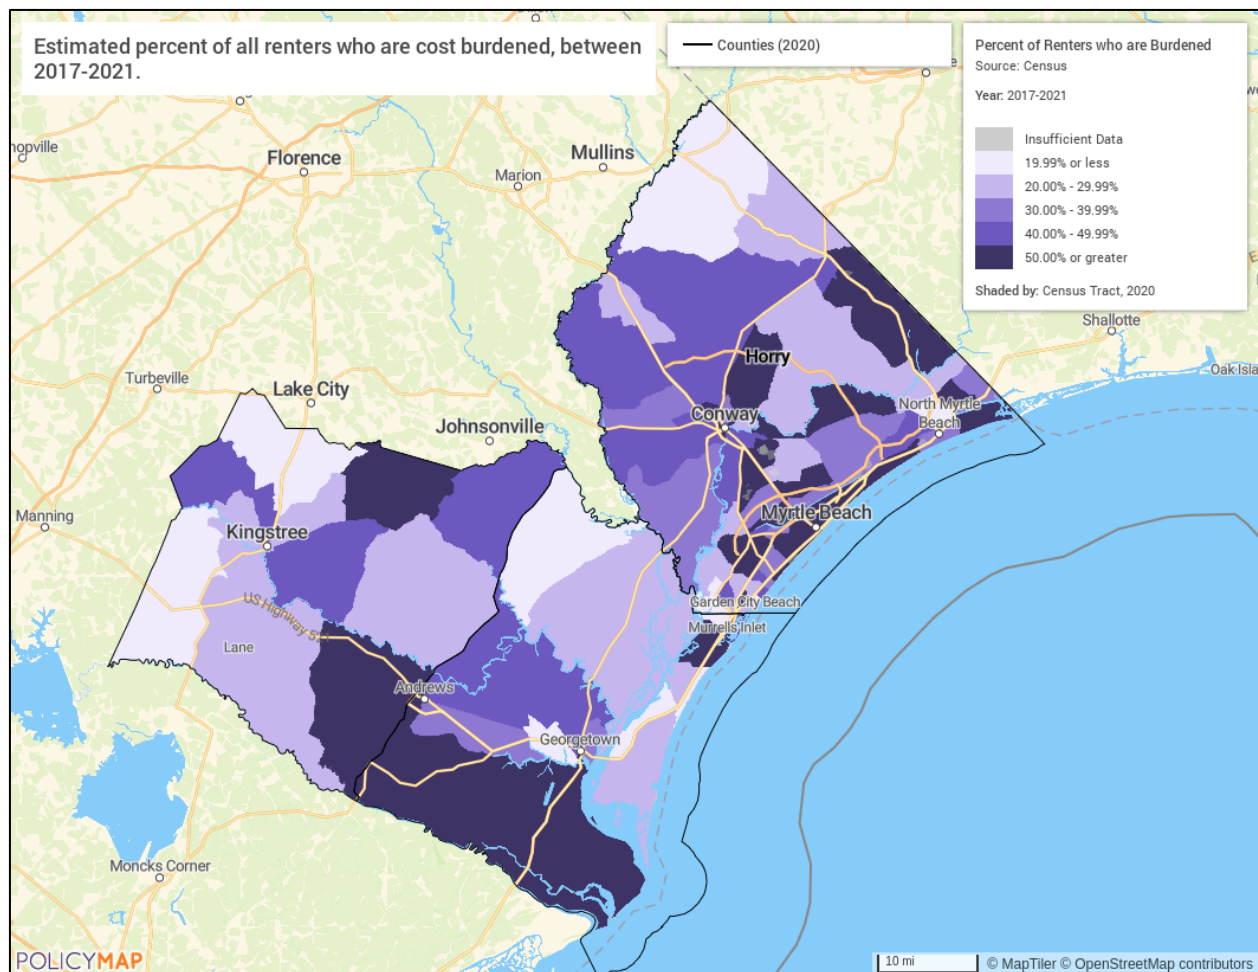 Estimated percent of all renters who are cost burdened, between
2017-2021.
Counties (2020)
Percent of Renters who are Burdened
Source: Census
Year: 2017-2021
Insufficient Data
19.99% or less
20.00% - 29.99%
30.00% - 39.99%
40.00% - 49.99%
50.00% or greater
Shaded by: Census Tract, 2020
Florence
Mullins
Marion
Shallotte
Oak Isla
Horry
Turbeville
Lake City
Johnsonville
Conway
North Myrtle
Beach
Manning
Kingstree
Myrtle Beach
US Highway 521
Garden City Beach
Murrells Inlet
Lane
Andrews
Georgetown
Moncks Corner
POLICYMAP
10 mi
© MapTiler © OpenStreetMap contributors